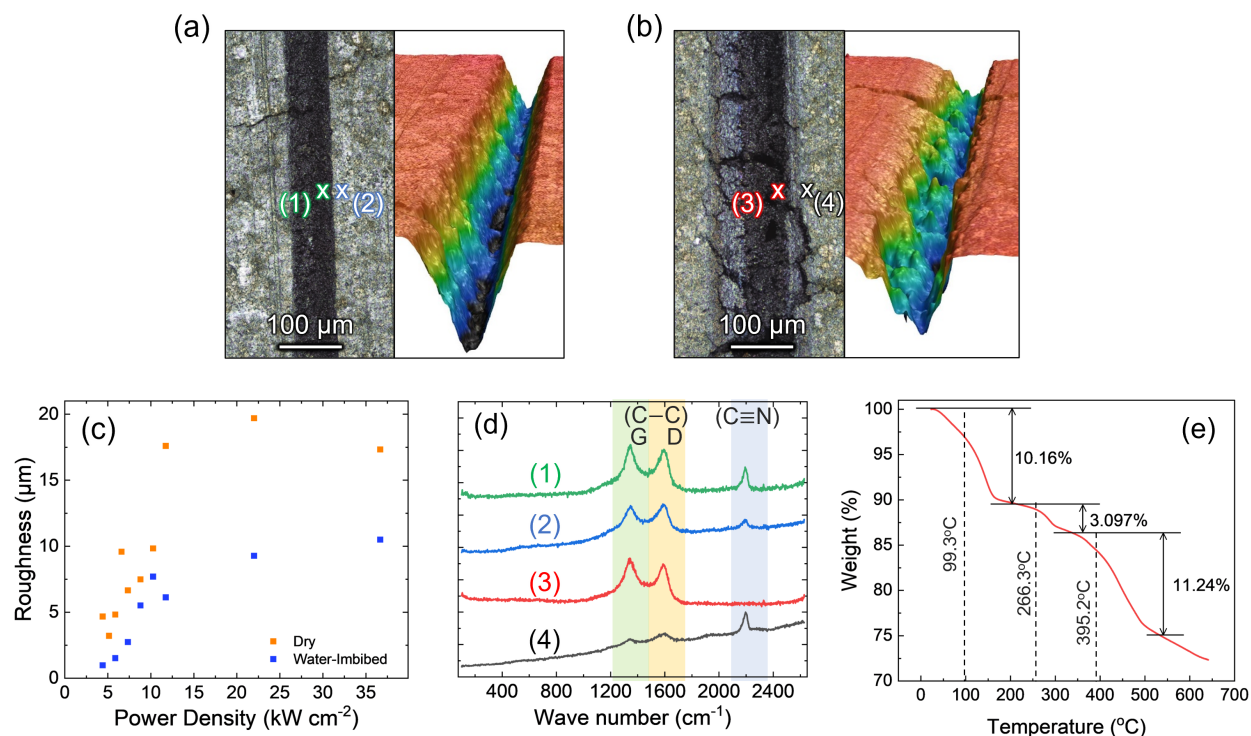 (a)
(b)
(1) x x (2)
(3) x x (4)
100 µm
100 µm
(c)
20
15
10
5
0
Roughness (µm)
Dry
Water-Imbibed
0 5 10 15 20 25 30 35
Power Density (kW cm-2)
(d)
(C–C)
(C≡N)
G D
(1)
(2)
(3)
(4)
400 800 1200 1600 2000 2400
Wave number (cm-1)
(e)
100
95
90
85
80
75
70
Weight (%)
10.16%
3.097%
11.24%
99.3°C
266.3°C
395.2°C
-100 0 100 200 300 400 500 600 700
Temperature (°C)